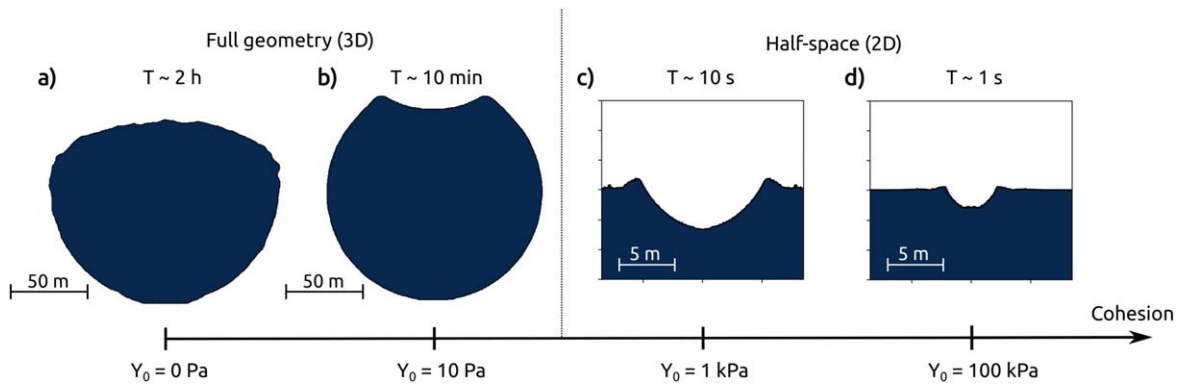 Full geometry (3D)
Half-space (2D)
a)
T ~ 2 h
b)
T ~ 10 min
c)
T ~ 10 s
d)
T ~ 1 s
50 m
50 m
5 m
5 m
Cohesion
Y₀ = 0 Pa
Y₀ = 10 Pa
Y₀ = 1 kPa
Y₀ = 100 kPa